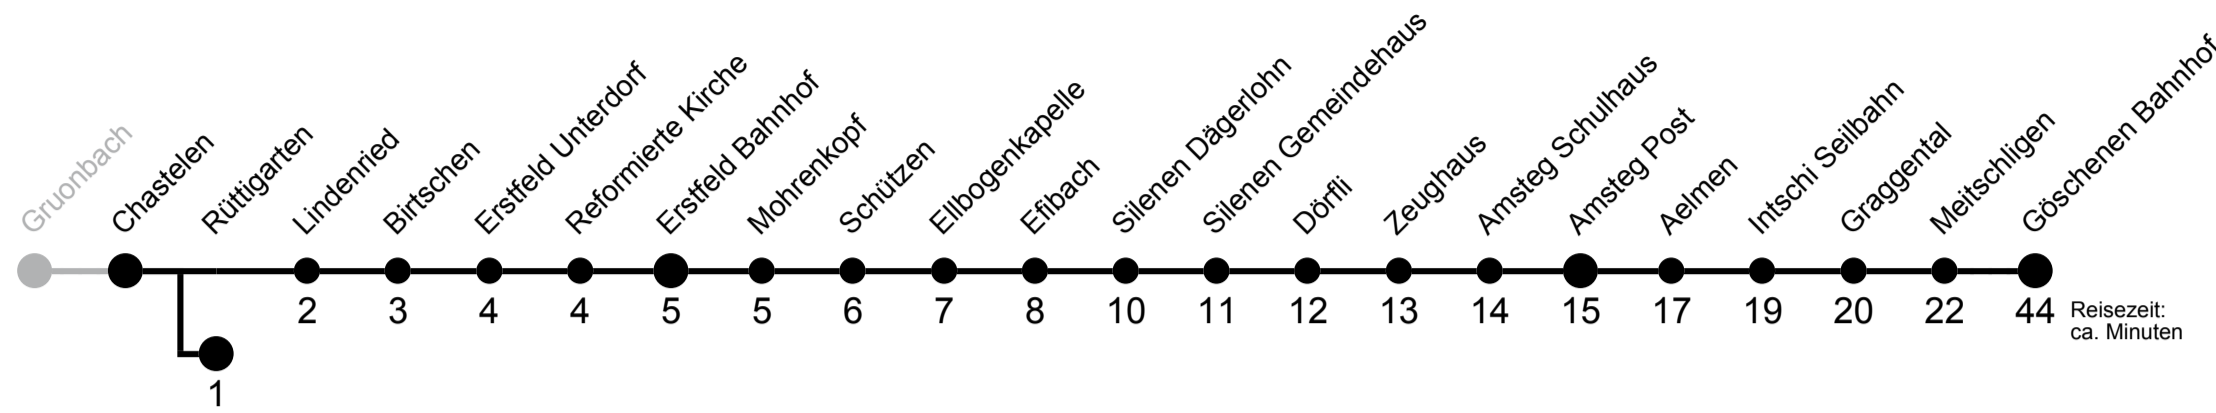 Gruonbach
Chastelen
Rüttigarten
Lindenried
Birtschen
Erstfeld Unterdorf
Reformierte Kirche
Erstfeld Bahnhof
Mohrenkopf
Schützen
Ellbogenkapelle
Efibach
Silenen Dägerlohn
Silenen Gemeindehaus
Dörfli
Zeughaus
Amsteg Schulhaus
Amsteg Post
Aelmen
Intschi Seilbahn
Graggental
Meitschligen
Göschenen Bahnhof
2 3 4 4 5 5 6 7 8 10 11 12 13 14 15 17 19 20 22 44
Reisezeit:
ca. Minuten
1